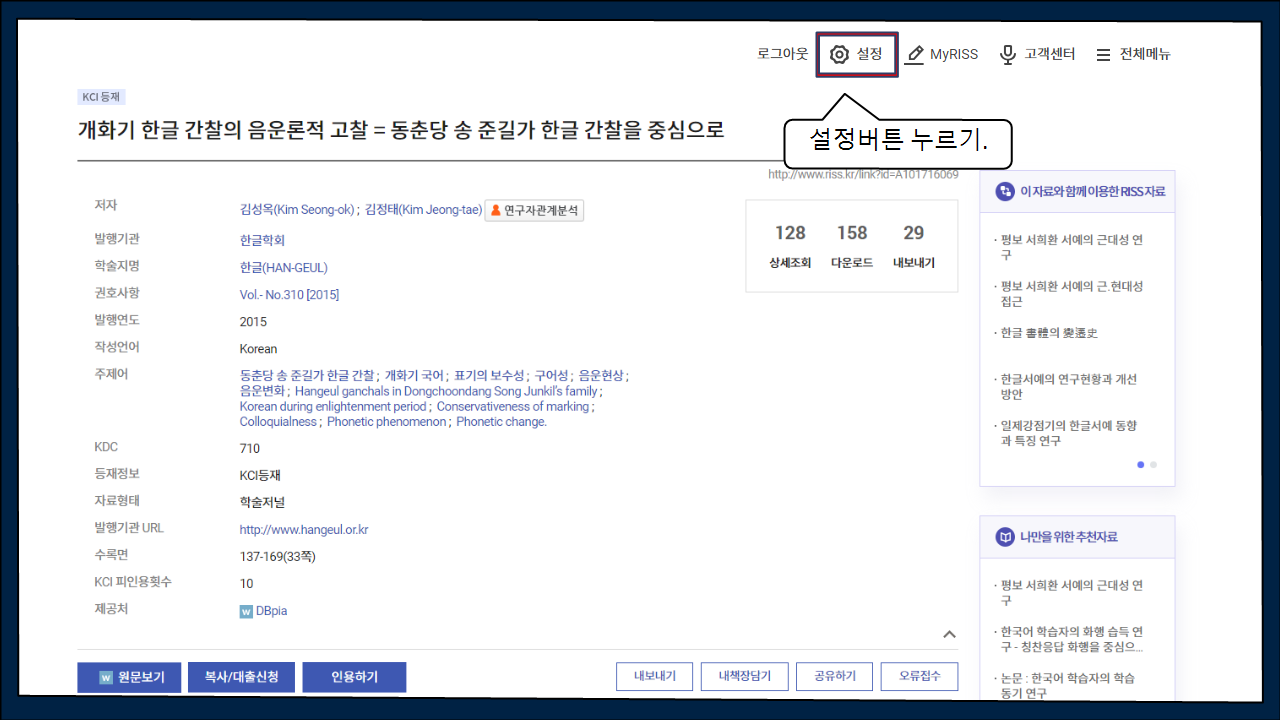 로그아웃 설정 MyRISS 고객센터 전체메뉴
KCI 등재
개화기 한글 간찰의 음운론적 고찰 = 동춘당 송 준길가 한글 간찰을 중심으로
설정버튼 누르기.
http://www.riss.kr/link?id=A101716069
저자 김성옥(Kim Seong-ok) ; 김정태(Kim Jeong-tae) 연구자관계분석
발행기관 한글학회
학술지명 한글(HAN-GEUL)
권호사항 Vol.- No.310 [2015]
발행연도 2015
작성언어 Korean
주제어 동춘당 송 준길가 한글 간찰 ; 개화기 국어 ; 표기의 보수성 ; 구어성 ; 음운현상 ;
음운변화 ; Hangeul ganchals in Dongchoondang Song Junkil's family ;
Korean during enlightenment period ; Conservativeness of marking ;
Colloquialness ; Phonetic phenomenon ; Phonetic change.
KDC 710
등재정보 KCI등재
자료형태 학술저널
발행기관 URL http://www.hangeul.or.kr
수록면 137-169(33쪽)
KCI 피인용횟수 10
제공처 w DBpia
128 158 29
상세조회 다운로드 내보내기
w 원문보기 복사/대출신청 인용하기
내보내기 내책장담기 공유하기 오류접수
이 자료와 함께 이용한 RISS 자료
· 평보 서희환 서예의 근대성 연
구
· 평보 서희환 서예의 근.현대성
접근
· 한글 書體의 變遷史
· 한글서예의 연구현황과 개선
방안
· 일제강점기의 한글서예 동향
과 특징 연구
나만을 위한 추천자료
· 평보 서희환 서예의 근대성 연
구
· 한국어 학습자의 화행 습득 연
구 - 칭찬응답 화행을 중심으...
· 논문 : 한국어 학습자의 학습
동기 연구